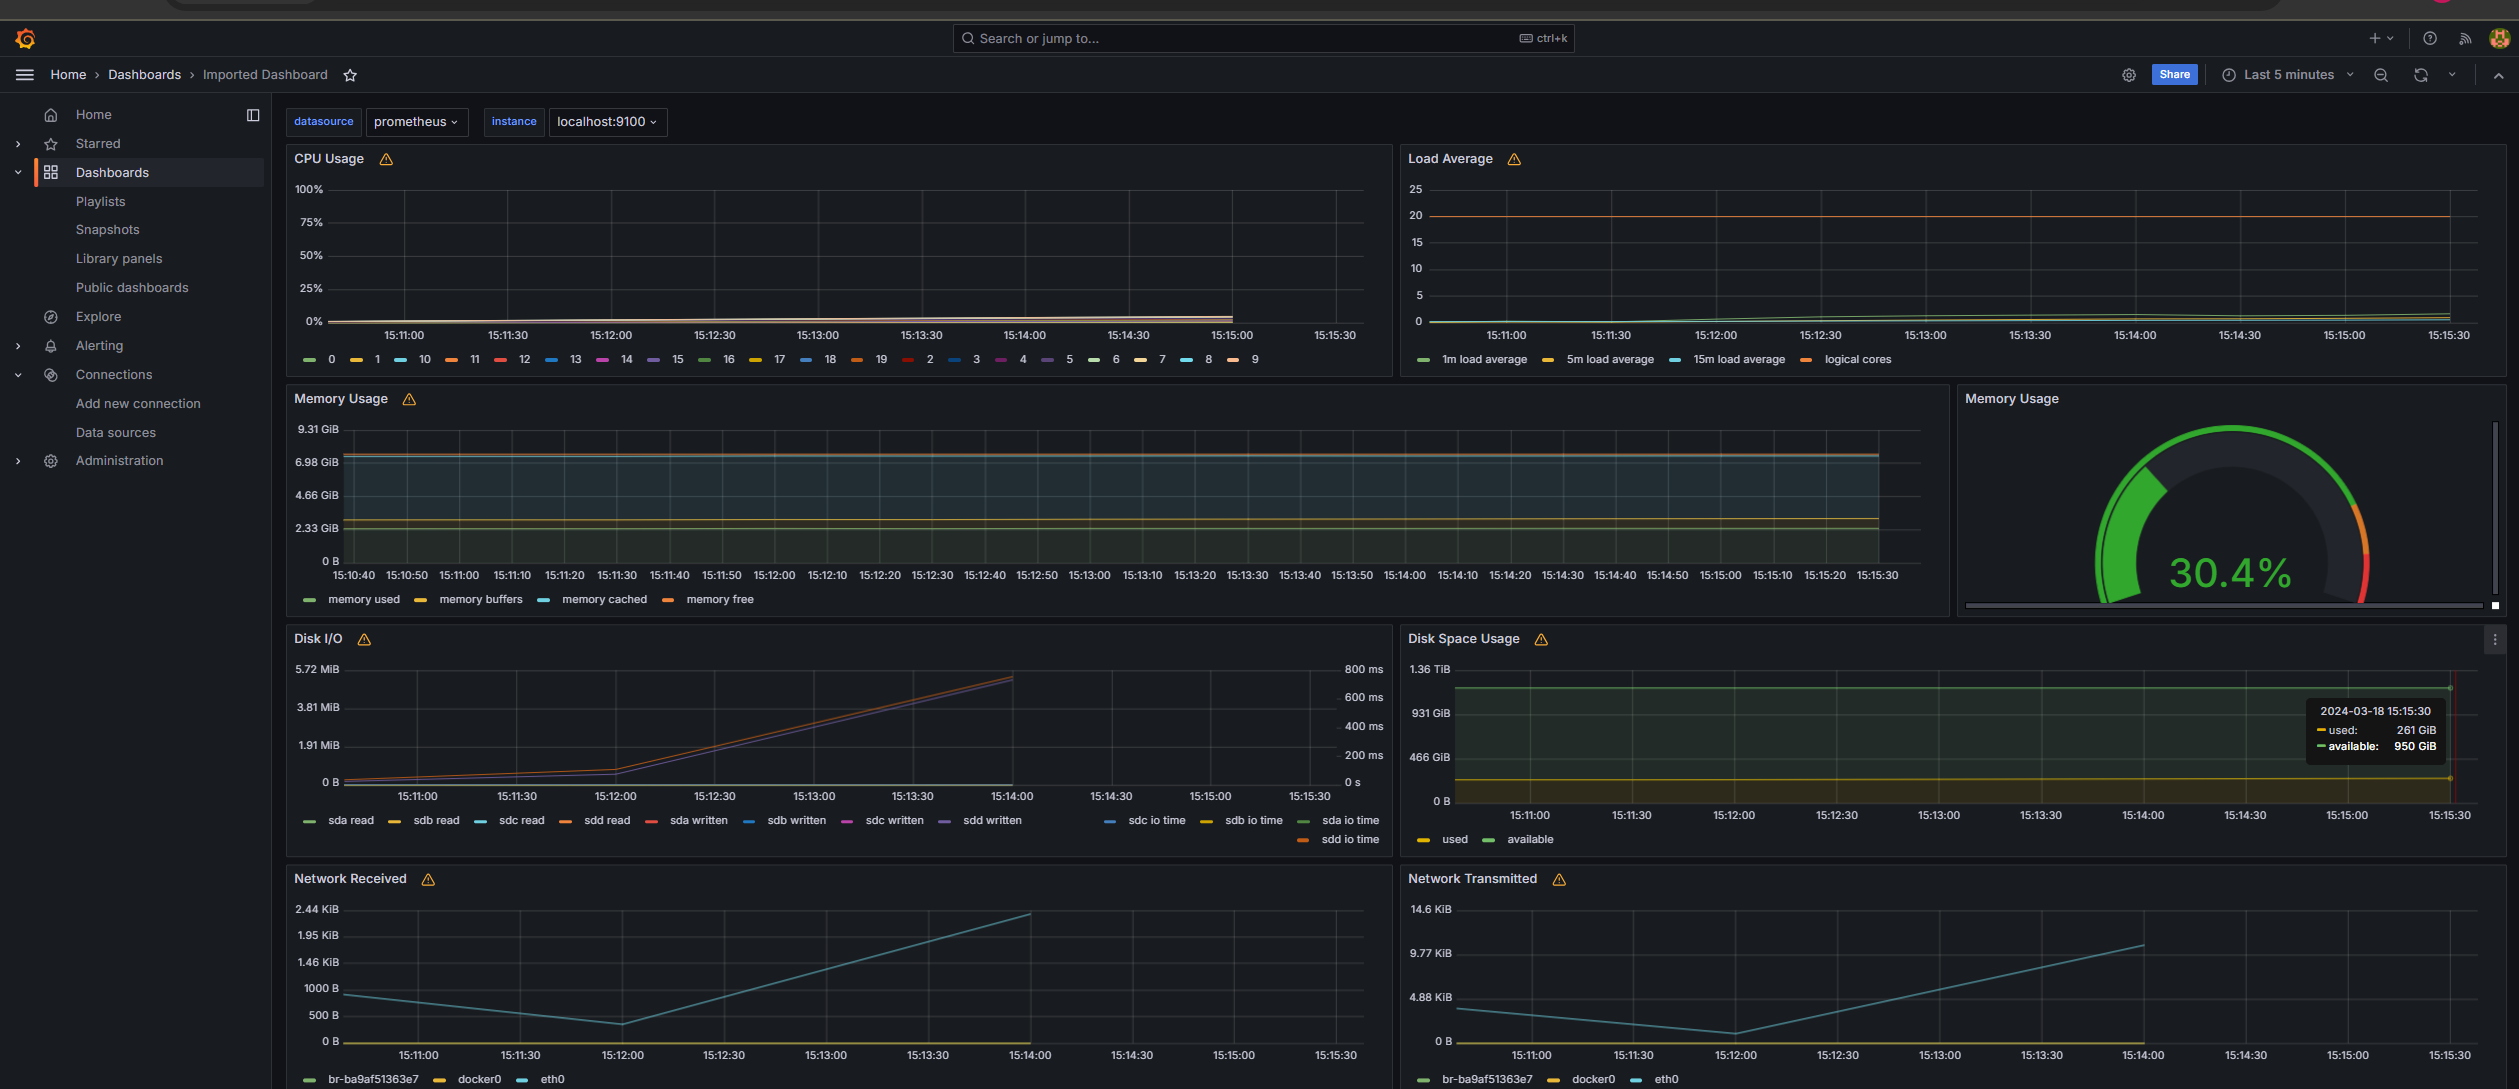 Search or jump to...
ctrl+k
Home › Dashboards › Imported Dashboard
Share
Last 5 minutes
Home
Starred
Dashboards
Playlists
Snapshots
Library panels
Public dashboards
Explore
Alerting
Connections
Add new connection
Data sources
Administration
datasource prometheus instance localhost:9100
CPU Usage
100%
75%
50%
25%
0%
15:11:00 15:11:30 15:12:00 15:12:30 15:13:00 15:13:30 15:14:00 15:14:30 15:15:00 15:15:30
0 1 10 11 12 13 14 15 16 17 18 19 2 3 4 5 6 7 8 9
Load Average
25
20
15
10
5
0
15:11:00 15:11:30 15:12:00 15:12:30 15:13:00 15:13:30 15:14:00 15:14:30 15:15:00 15:15:30
1m load average 5m load average 15m load average logical cores
Memory Usage
9.31 GiB
6.98 GiB
4.66 GiB
2.33 GiB
0 B
15:10:40 15:10:50 15:11:00 15:11:10 15:11:20 15:11:30 15:11:40 15:11:50 15:12:00 15:12:10 15:12:20 15:12:30 15:12:40 15:12:50 15:13:00 15:13:10 15:13:20 15:13:30 15:13:40 15:13:50 15:14:00 15:14:10 15:14:20 15:14:30 15:14:40 15:14:50 15:15:00 15:15:10 15:15:20 15:15:30
memory used memory buffers memory cached memory free
Memory Usage
30.4%
Disk I/O
5.72 MiB
3.81 MiB
1.91 MiB
0 B
800 ms
600 ms
400 ms
200 ms
0 s
15:11:00 15:11:30 15:12:00 15:12:30 15:13:00 15:13:30 15:14:00 15:14:30 15:15:00 15:15:30
sda read sdb read sdc read sdd read sda written sdb written sdc written sdd written sdc io time sdb io time sda io time
sdd io time
Disk Space Usage
1.36 TiB
931 GiB
466 GiB
0 B
2024-03-18 15:15:30
used: 261 GiB
available: 950 GiB
15:11:00 15:11:30 15:12:00 15:12:30 15:13:00 15:13:30 15:14:00 15:14:30 15:15:00 15:15:30
used available
Network Received
2.44 KiB
1.95 KiB
1.46 KiB
1000 B
500 B
0 B
15:11:00 15:11:30 15:12:00 15:12:30 15:13:00 15:13:30 15:14:00 15:14:30 15:15:00 15:15:30
br-ba9af51363e7 docker0 eth0
Network Transmitted
14.6 KiB
9.77 KiB
4.88 KiB
0 B
15:11:00 15:11:30 15:12:00 15:12:30 15:13:00 15:13:30 15:14:00 15:14:30 15:15:00 15:15:30
br-ba9af51363e7 docker0 eth0